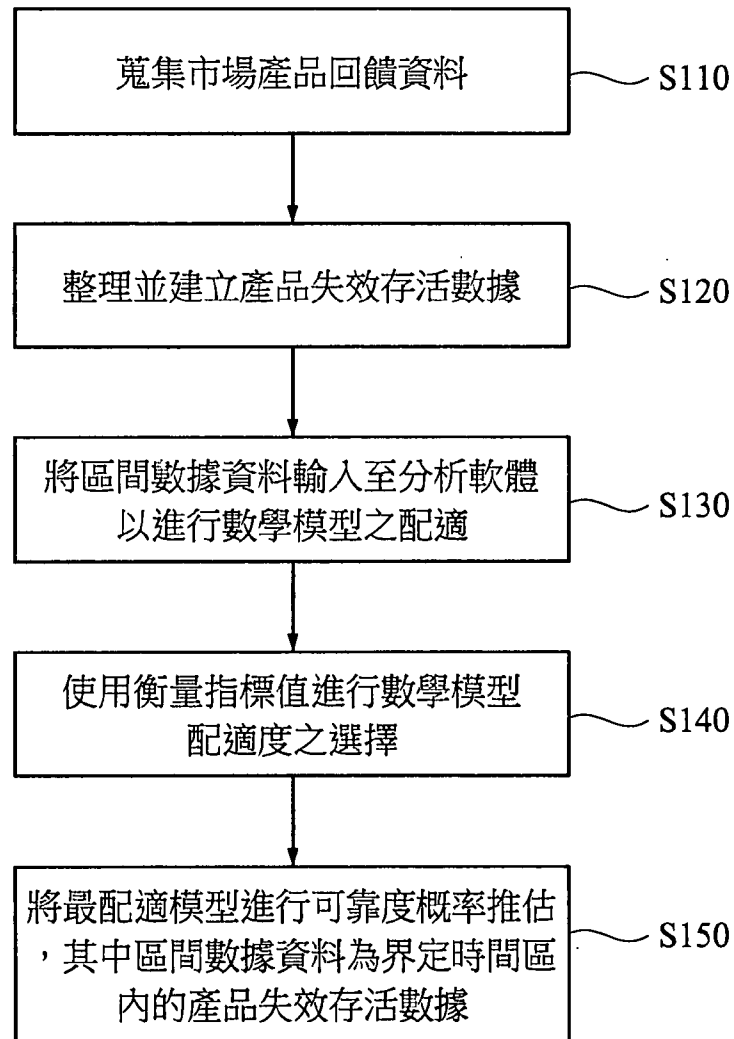 蒐集市場產品回饋資料
S110
整理並建立產品失效存活數據
S120
將區間數據資料輸入至分析軟體
以進行數學模型之配適
S130
使用衡量指標值進行數學模型
配適度之選擇
S140
將最配適模型進行可靠度概率推估
，其中區間數據資料為界定時間區
內的產品失效存活數據
S150